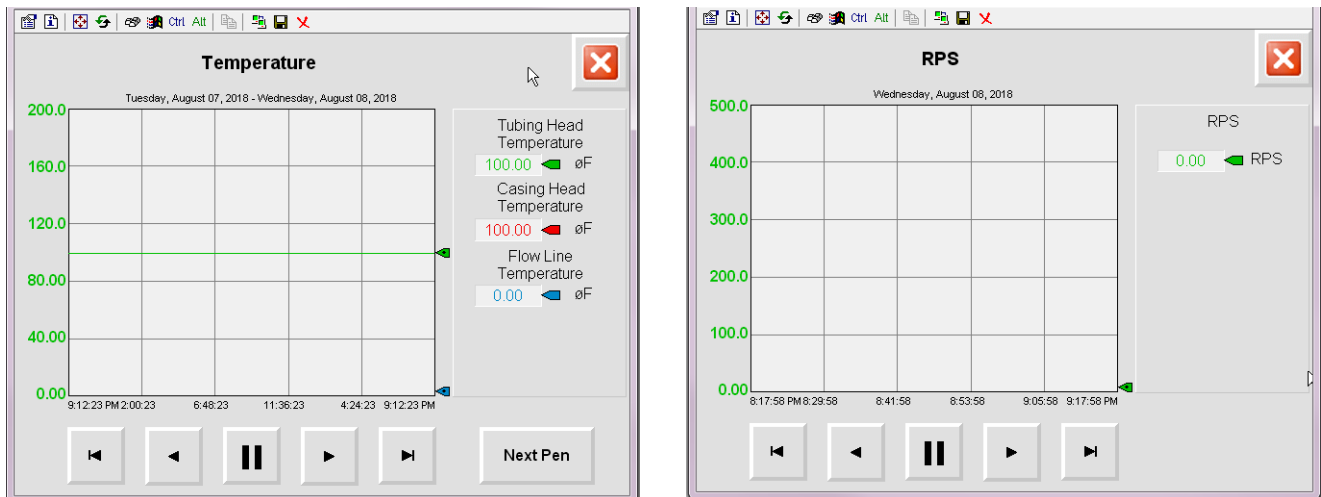 Ctrl Alt
Temperature
Tuesday, August 07, 2018 - Wednesday, August 08, 2018
200.0
160.0
120.0
80.00
40.00
0.00
9:12:23 PM 2:00:23 6:48:23 11:36:23 4:24:23 9:12:23 PM
Tubing Head
Temperature
100.00 øF
Casing Head
Temperature
100.00 øF
Flow Line
Temperature
0.00 øF
Next Pen
Ctrl Alt
RPS
Wednesday, August 08, 2018
500.0
400.0
300.0
200.0
100.0
0.00
8:17:58 PM 8:29:58 8:41:58 8:53:58 9:05:58 9:17:58 PM
RPS
0.00 RPS